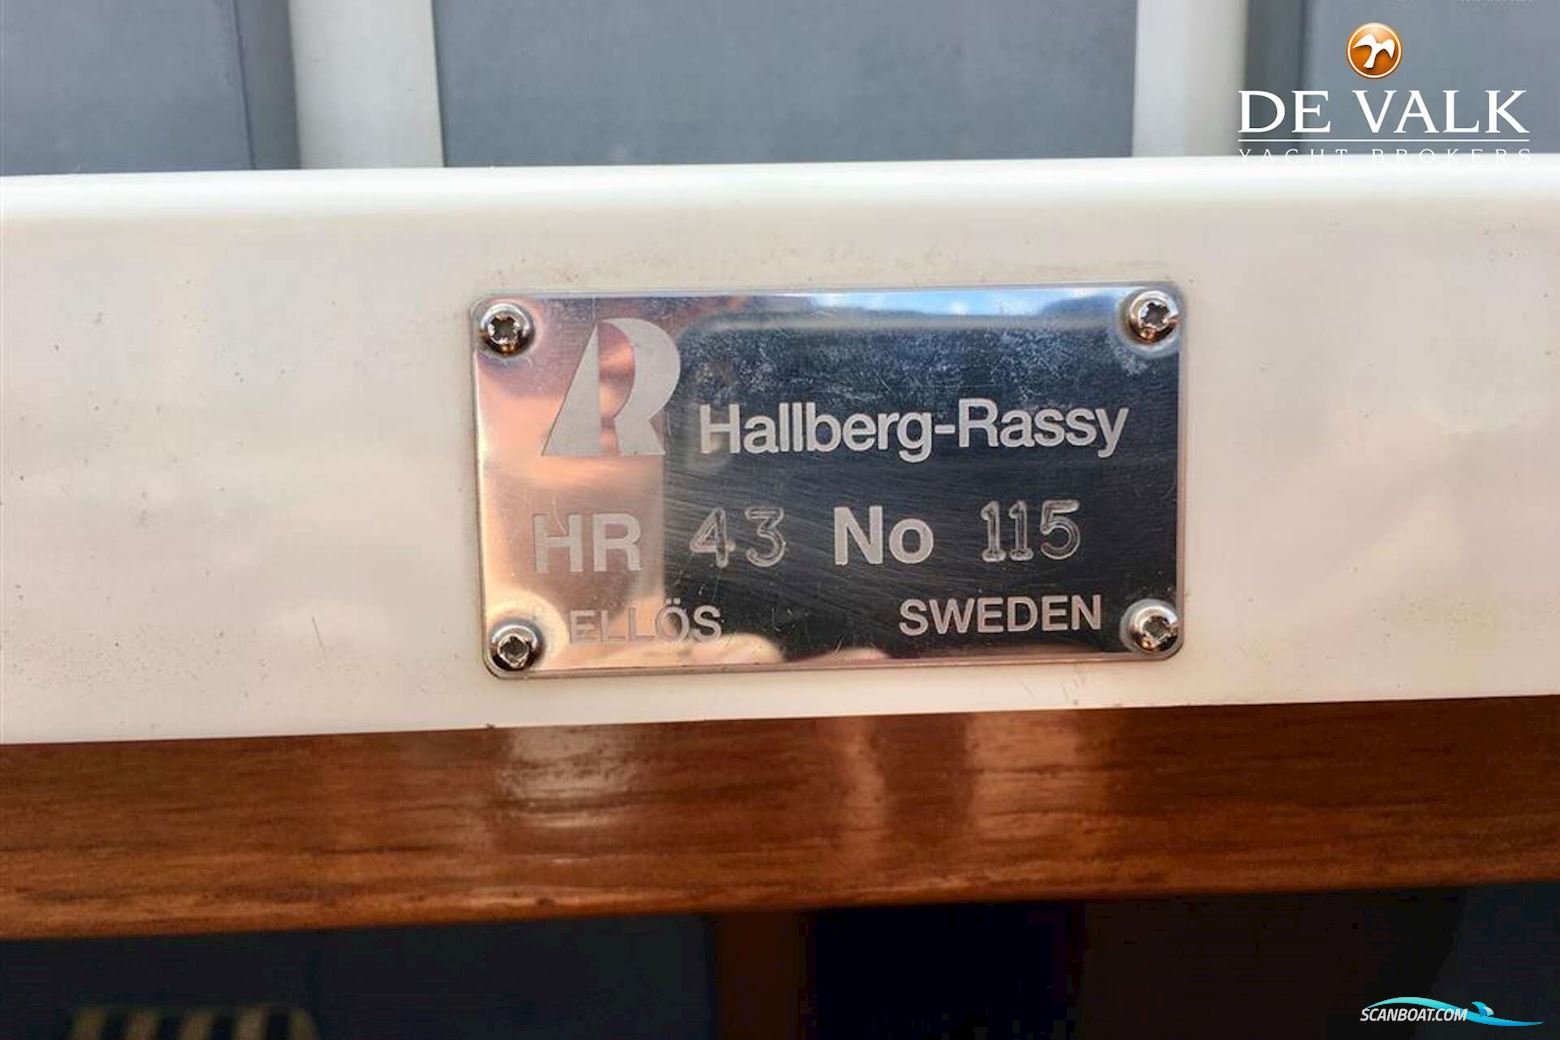 DE VALK
YACHT BROKERS
Hallberg-Rassy
HR 43 No 115
ELLÖS SWEDEN
SCANBOAT.COM